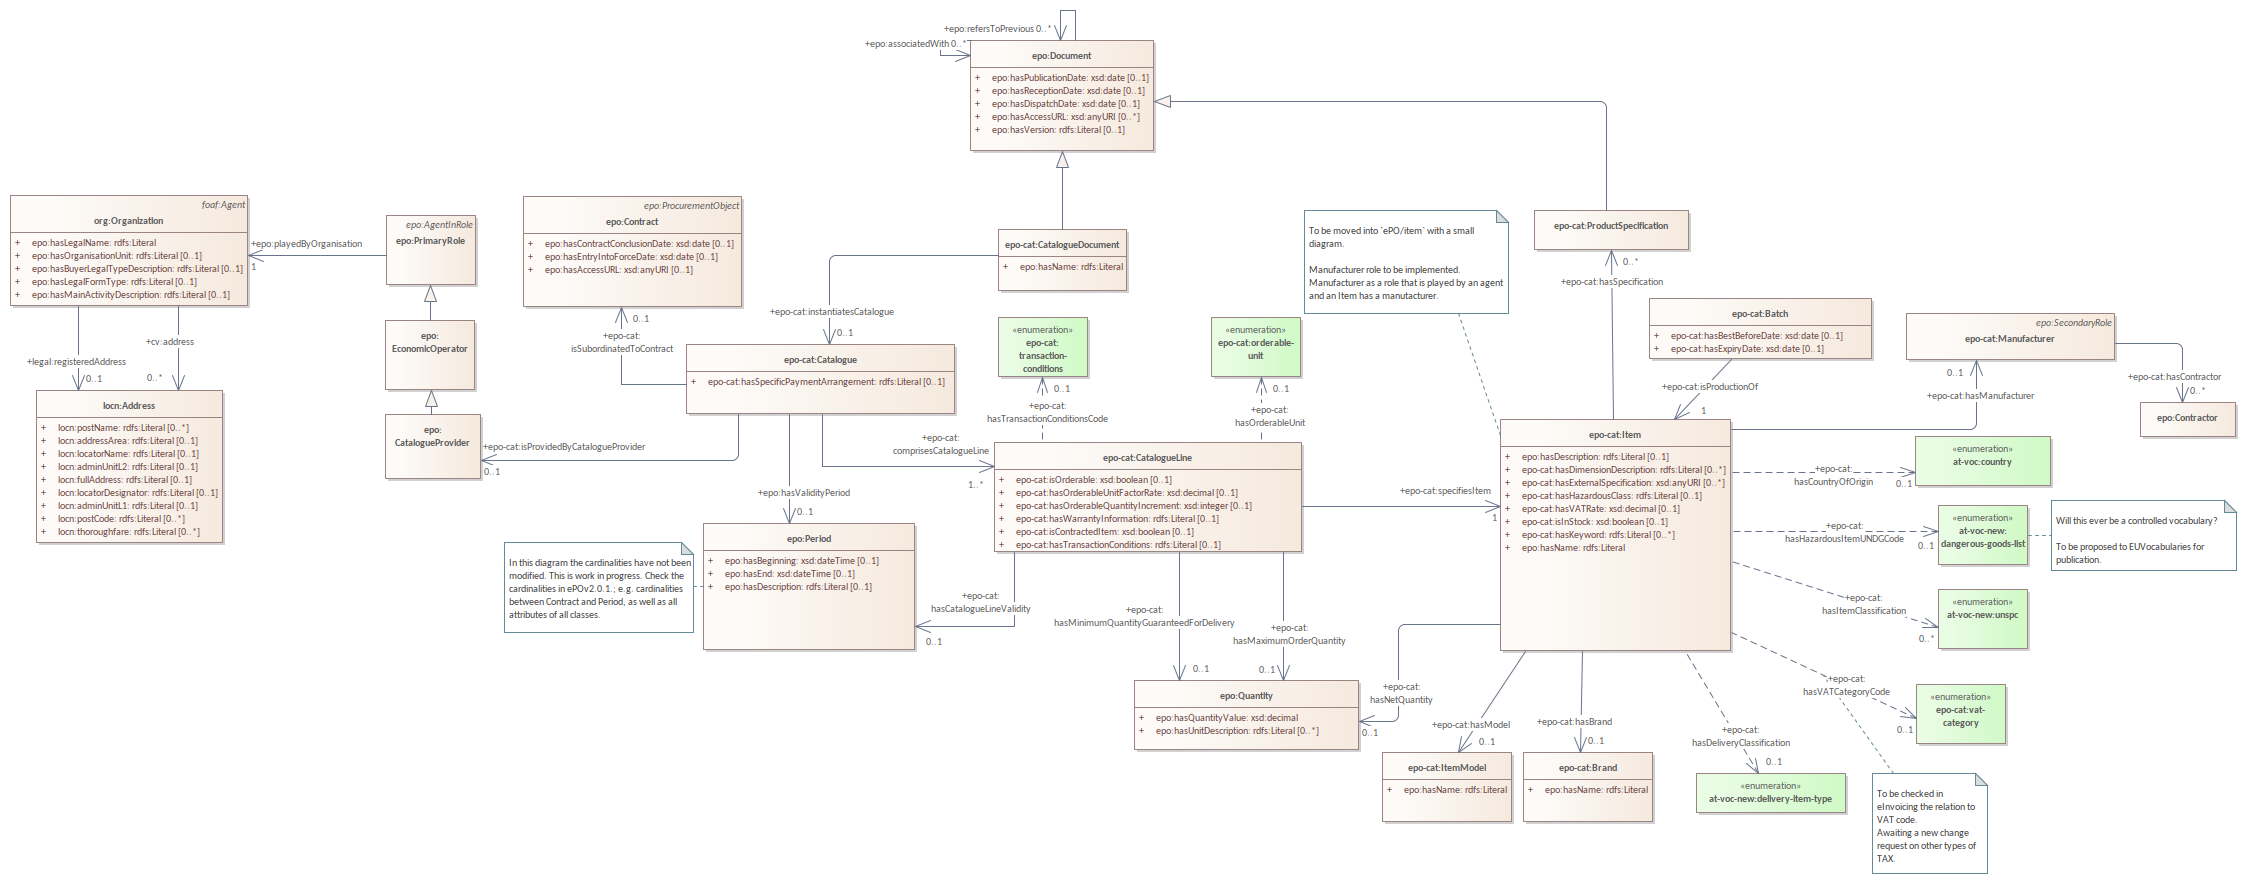 +epo:refersToPrevious 0..*
+epo:associatedWith 0..*
epo:Document
+ epo:hasPublicationDate: xsd:date [0..1]
+ epo:hasReceptionDate: xsd:date [0..1]
+ epo:hasDispatchDate: xsd:date [0..1]
+ epo:hasAccessURL: xsd:anyURI [0..*]
+ epo:hasVersion: rdfs:Literal [0..1]
foaf:Agent
org:Organization
+ epo:hasLegalName: rdfs:Literal
+ epo:hasOrganisationUnit: rdfs:Literal [0..1]
+ epo:hasBuyerLegalTypeDescription: rdfs:Literal [0..1]
+ epo:hasLegalFormType: rdfs:Literal [0..1]
+ epo:hasMainActivityDescription: rdfs:Literal [0..1]
+epo:playedByOrganisation
1
epo:AgentInRole
epo:PrimaryRole
epo:
EconomicOperator
epo:
CatalogueProvider
+legal:registeredAddress
0..1
+cv:address
0..*
locn:Address
+ locn:postName: rdfs:Literal [0..*]
+ locn:addressArea: rdfs:Literal [0..1]
+ locn:locatorName: rdfs:Literal [0..1]
+ locn:adminUnitL2: rdfs:Literal [0..1]
+ locn:fullAddress: rdfs:Literal [0..1]
+ locn:locatorDesignator: rdfs:Literal [0..1]
+ locn:adminUnitL1: rdfs:Literal [0..1]
+ locn:postCode: rdfs:Literal [0..*]
+ locn:thoroughfare: rdfs:Literal [0..*]
epo:ProcurementObject
epo:Contract
+ epo:hasContractConclusionDate: xsd:date [0..1]
+ epo:hasEntryIntoForceDate: xsd:date [0..1]
+ epo:hasAccessURL: xsd:anyURI [0..1]
0..1
+epo-cat:
isSubordinatedToContract
epo-cat:CatalogueDocument
+ epo:hasName: rdfs:Literal
+epo-cat:instantiatesCatalogue
0..1
epo-cat:Catalogue
+ epo-cat:hasSpecificPaymentArrangement: rdfs:Literal [0..1]
+epo-cat:isProvidedByCatalogueProvider
0..1
+epo:hasValidityPeriod
0..1
+epo-cat:
comprisesCatalogueLine
1..*
epo:Period
+ epo:hasBeginning: xsd:dateTime [0..1]
+ epo:hasEnd: xsd:dateTime [0..1]
+ epo:hasDescription: rdfs:Literal [0..1]
In this diagram the cardinalities have not been
modified. This is work in progress. Check the
cardinalities in ePOv2.0.1.; e.g. cardinalities
between Contract and Period, as well as all
attributes of all classes.
«enumeration»
epo-cat:
transaction-
conditions
0..1
+epo-cat:
hasTransactionConditionsCode
«enumeration»
epo-cat:orderable-
unit
0..1
+epo-cat:
hasOrderableUnit
epo-cat:CatalogueLine
+ epo-cat:isOrderable: xsd:boolean [0..1]
+ epo-cat:hasOrderableUnitFactorRate: xsd:decimal [0..1]
+ epo-cat:hasOrderableQuantityIncrement: xsd:integer [0..1]
+ epo-cat:hasWarrantyInformation: rdfs:Literal [0..1]
+ epo-cat:isContractedItem: xsd:boolean [0..1]
+ epo-cat:hasTransactionConditions: rdfs:Literal [0..1]
+epo-cat:
hasCatalogueLineValidity
0..1
+epo-cat:
hasMinimumQuantityGuaranteedForDelivery
0..1
+epo-cat:
hasMaximumOrderQuantity
0..1
epo:Quantity
+ epo:hasQuantityValue: xsd:decimal
+ epo:hasUnitDescription: rdfs:Literal [0..*]
+epo-cat:specifiesItem
1
To be moved into `ePO/item` with a small
diagram.
Manufacturer role to be implemented.
Manufacturer as a role that is played by an agent
and an Item has a manutacturer.
epo-cat:ProductSpecification
0..*
+epo-cat:hasSpecification
epo-cat:Batch
+ epo-cat:hasBestBeforeDate: xsd:date [0..1]
+ epo-cat:hasExpiryDate: xsd:date [0..1]
+epo-cat:isProductionOf
1
epo:SecondaryRole
epo-cat:Manufacturer
0..1
+epo-cat:hasManufacturer
+epo-cat:hasContractor
0..*
epo:Contractor
epo-cat:Item
+ epo:hasDescription: rdfs:Literal [0..1]
+ epo-cat:hasDimensionDescription: rdfs:Literal [0..*]
+ epo-cat:hasExternalSpecification: xsd:anyURI [0..*]
+ epo-cat:hasHazardousClass: rdfs:Literal [0..1]
+ epo-cat:hasVATRate: xsd:decimal [0..1]
+ epo-cat:isInStock: xsd:boolean [0..1]
+ epo-cat:hasKeyword: rdfs:Literal [0..*]
+ epo:hasName: rdfs:Literal
+epo-cat:
hasCountryOfOrigin
0..1
«enumeration»
at-voc:country
+epo-cat:
hasHazardousItemUNDGCode
0..1
«enumeration»
at-voc-new:
dangerous-goods-list
Will this ever be a controlled vocabulary?
To be proposed to EUVocabularies for
publication.
+epo-cat:
hasItemClassification
0..*
«enumeration»
at-voc-new:unspc
+epo-cat:
hasVATCategoryCode
0..1
«enumeration»
epo-cat:vat-
category
+epo-cat:
hasNetQuantity
0..1
+epo-cat:hasModel
0..1
+epo-cat:hasBrand
0..1
+epo-cat:
hasDeliveryClassification
0..1
epo-cat:ItemModel
+ epo:hasName: rdfs:Literal
epo-cat:Brand
+ epo:hasName: rdfs:Literal
«enumeration»
at-voc-new:delivery-item-type
To be checked in
eInvoicing the relation to
VAT code.
Awaiting a new change
request on other types of
TAX.